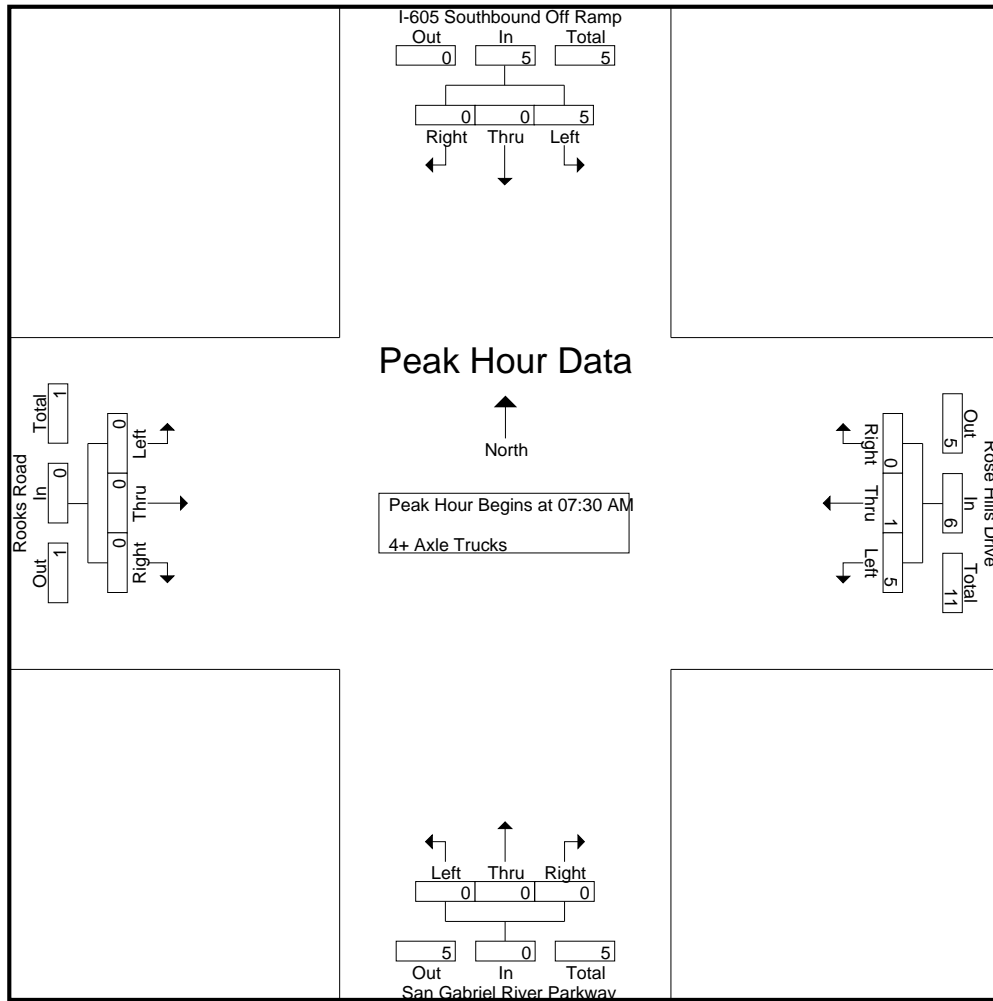 I-605 Southbound Off Ramp
Out In Total
0 5 5
0 0 5
Right Thru Left
Peak Hour Data
North
Peak Hour Begins at 07:30 AM
4+ Axle Trucks
Rooks Road
Out In Total
1 0 1
Left Thru Right
0 0 0
Rose Hills Drive
Out In Total
5 6 11
Right Thru Left
0 1 5
Left Thru Right
0 0 0
5 0 5
Out In Total
San Gabriel River Parkway